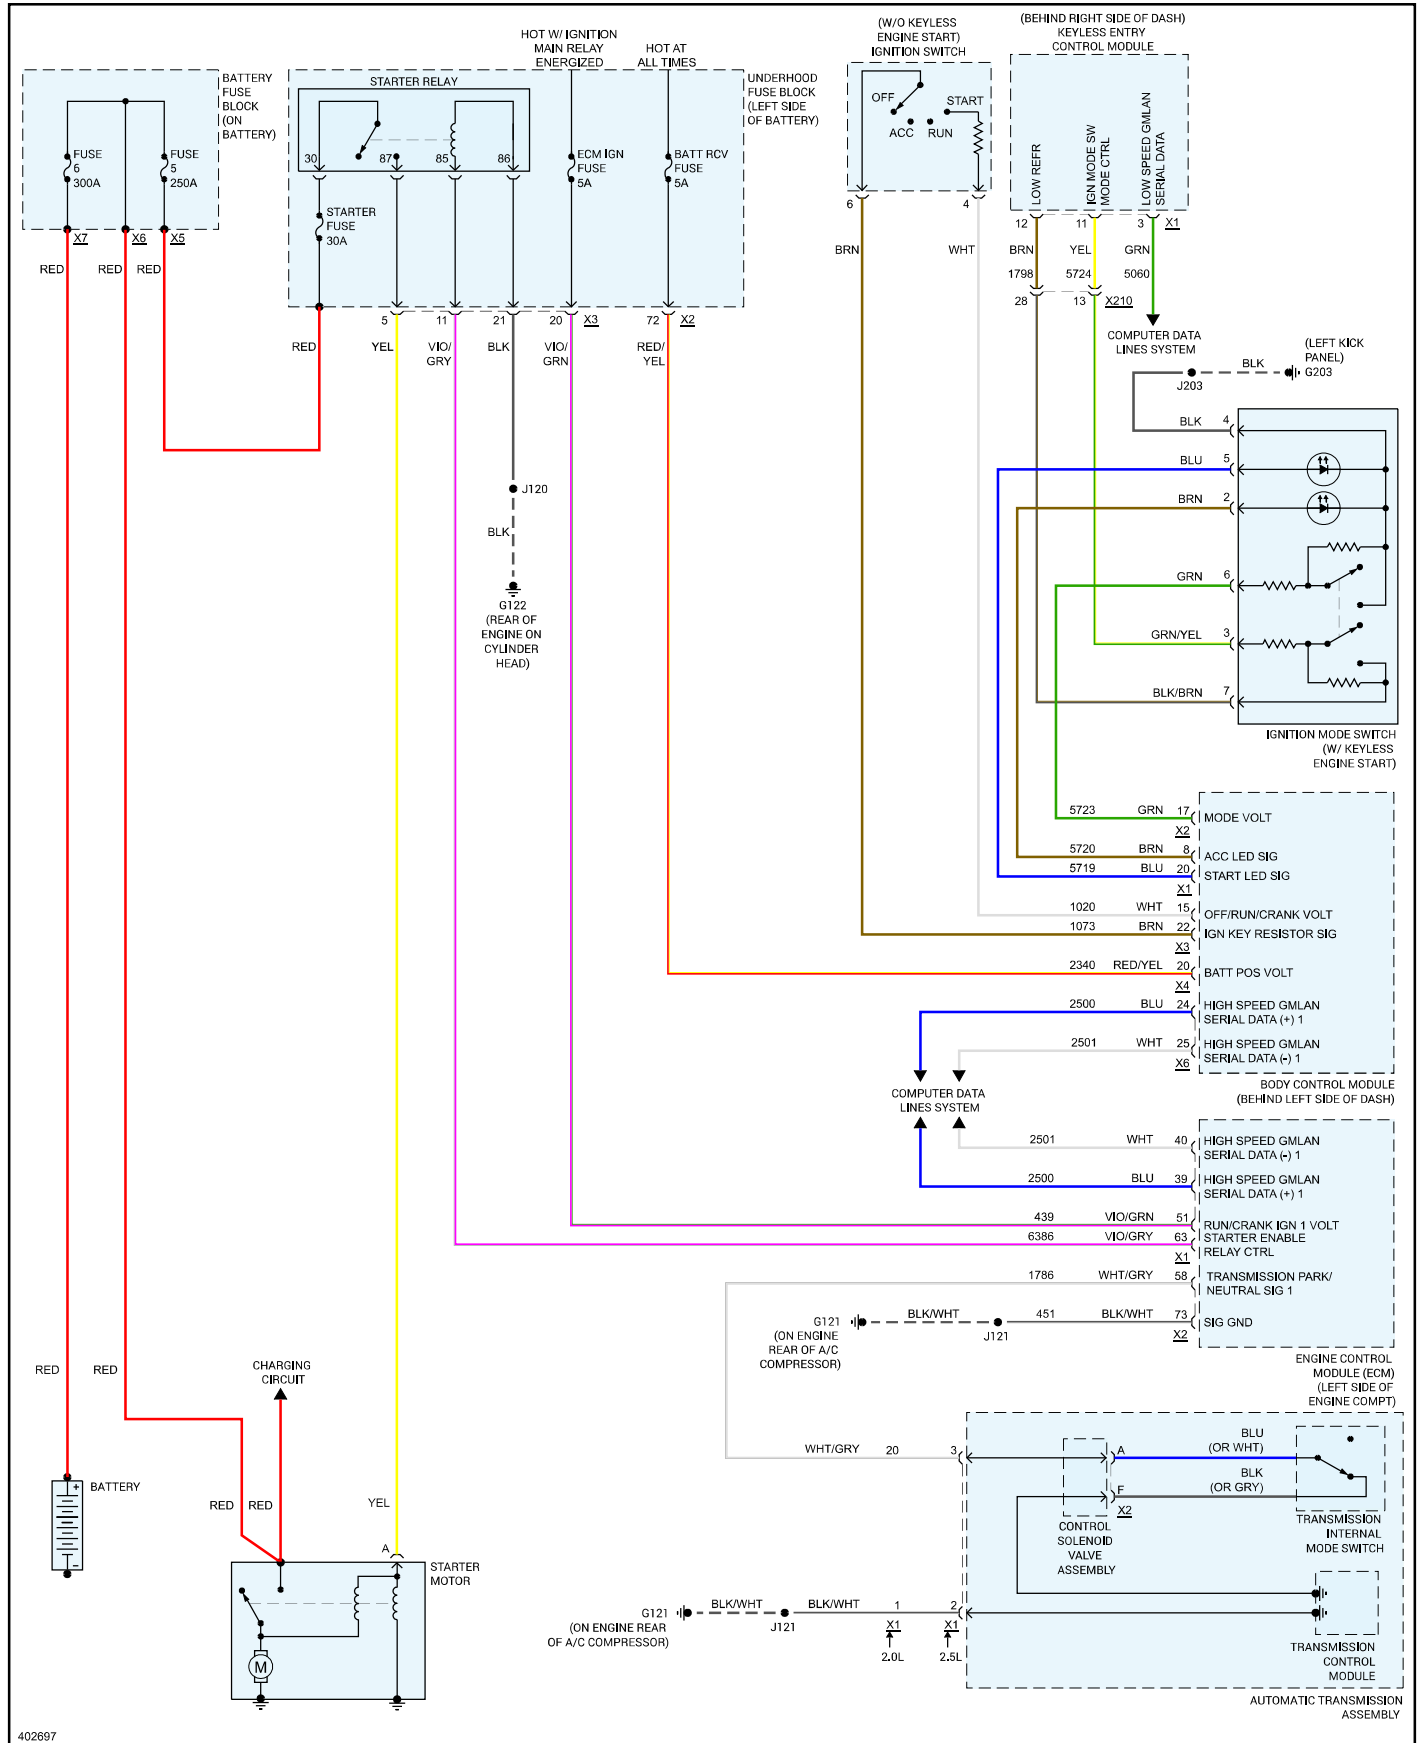 (W/O KEYLESS
ENGINE START)
IGNITION SWITCH
(BEHIND RIGHT SIDE OF DASH)
KEYLESS ENTRY
CONTROL MODULE
HOT W/ IGNITION
MAIN RELAY
ENERGIZED
HOT AT
ALL TIMES
BATTERY
FUSE
BLOCK
(ON
BATTERY)
STARTER RELAY
UNDERHOOD
FUSE BLOCK
(LEFT SIDE
OF BATTERY)
OFF
START
ACC
RUN
LOW REFR
IGN MODE SW
MODE CTRL
LOW SPEED GMLAN
SERIAL DATA
FUSE
6
300A
FUSE
5
250A
30
87
85
86
ECM IGN
FUSE
5A
BATT RCV
FUSE
5A
STARTER
FUSE
30A
X7
X6
X5
6
4
12
11
3
X1
RED
RED
RED
BRN
WHT
BRN
YEL
GRN
1798
5724
5060
28
13
X210
5
11
21
20
X3
72
X2
RED
YEL
VIO/
GRY
BLK
VIO/
GRN
RED/
YEL
COMPUTER DATA
LINES SYSTEM
(LEFT KICK
PANEL)
G203
BLK
J203
BLK
4
BLU
5
BRN
2
GRN
6
GRN/YEL
3
BLK/BRN
7
IGNITION MODE SWITCH
(W/ KEYLESS
ENGINE START)
J120
BLK
G122
(REAR OF
ENGINE ON
CYLINDER
HEAD)
5723
GRN
17
MODE VOLT
X2
5720
BRN
8
ACC LED SIG
5719
BLU
20
START LED SIG
X1
1020
WHT
15
OFF/RUN/CRANK VOLT
1073
BRN
22
IGN KEY RESISTOR SIG
X3
2340
RED/YEL
20
BATT POS VOLT
X4
2500
BLU
24
HIGH SPEED GMLAN
SERIAL DATA (+) 1
2501
WHT
25
HIGH SPEED GMLAN
SERIAL DATA (-) 1
X6
BODY CONTROL MODULE
(BEHIND LEFT SIDE OF DASH)
COMPUTER DATA
LINES SYSTEM
2501
WHT
40
HIGH SPEED GMLAN
SERIAL DATA (-) 1
2500
BLU
39
HIGH SPEED GMLAN
SERIAL DATA (+) 1
439
VIO/GRN
51
RUN/CRANK IGN 1 VOLT
6386
VIO/GRY
63
STARTER ENABLE
RELAY CTRL
X1
1786
WHT/GRY
58
TRANSMISSION PARK/
NEUTRAL SIG 1
G121
(ON ENGINE
REAR OF A/C
COMPRESSOR)
BLK/WHT
J121
451
BLK/WHT
73
SIG GND
X2
ENGINE CONTROL
MODULE (ECM)
(LEFT SIDE OF
ENGINE COMPT)
RED
RED
CHARGING
CIRCUIT
WHT/GRY
20
3
A
BLU
(OR WHT)
BLK
(OR GRY)
F
X2
CONTROL
SOLENOID
VALVE
ASSEMBLY
TRANSMISSION
INTERNAL
MODE SWITCH
+
BATTERY
-
RED
RED
YEL
A
STARTER
MOTOR
M
G121
(ON ENGINE REAR
OF A/C COMPRESSOR)
BLK/WHT
J121
BLK/WHT
1
X1
2.0L
2
X1
2.5L
TRANSMISSION
CONTROL
MODULE
AUTOMATIC TRANSMISSION
ASSEMBLY
402697